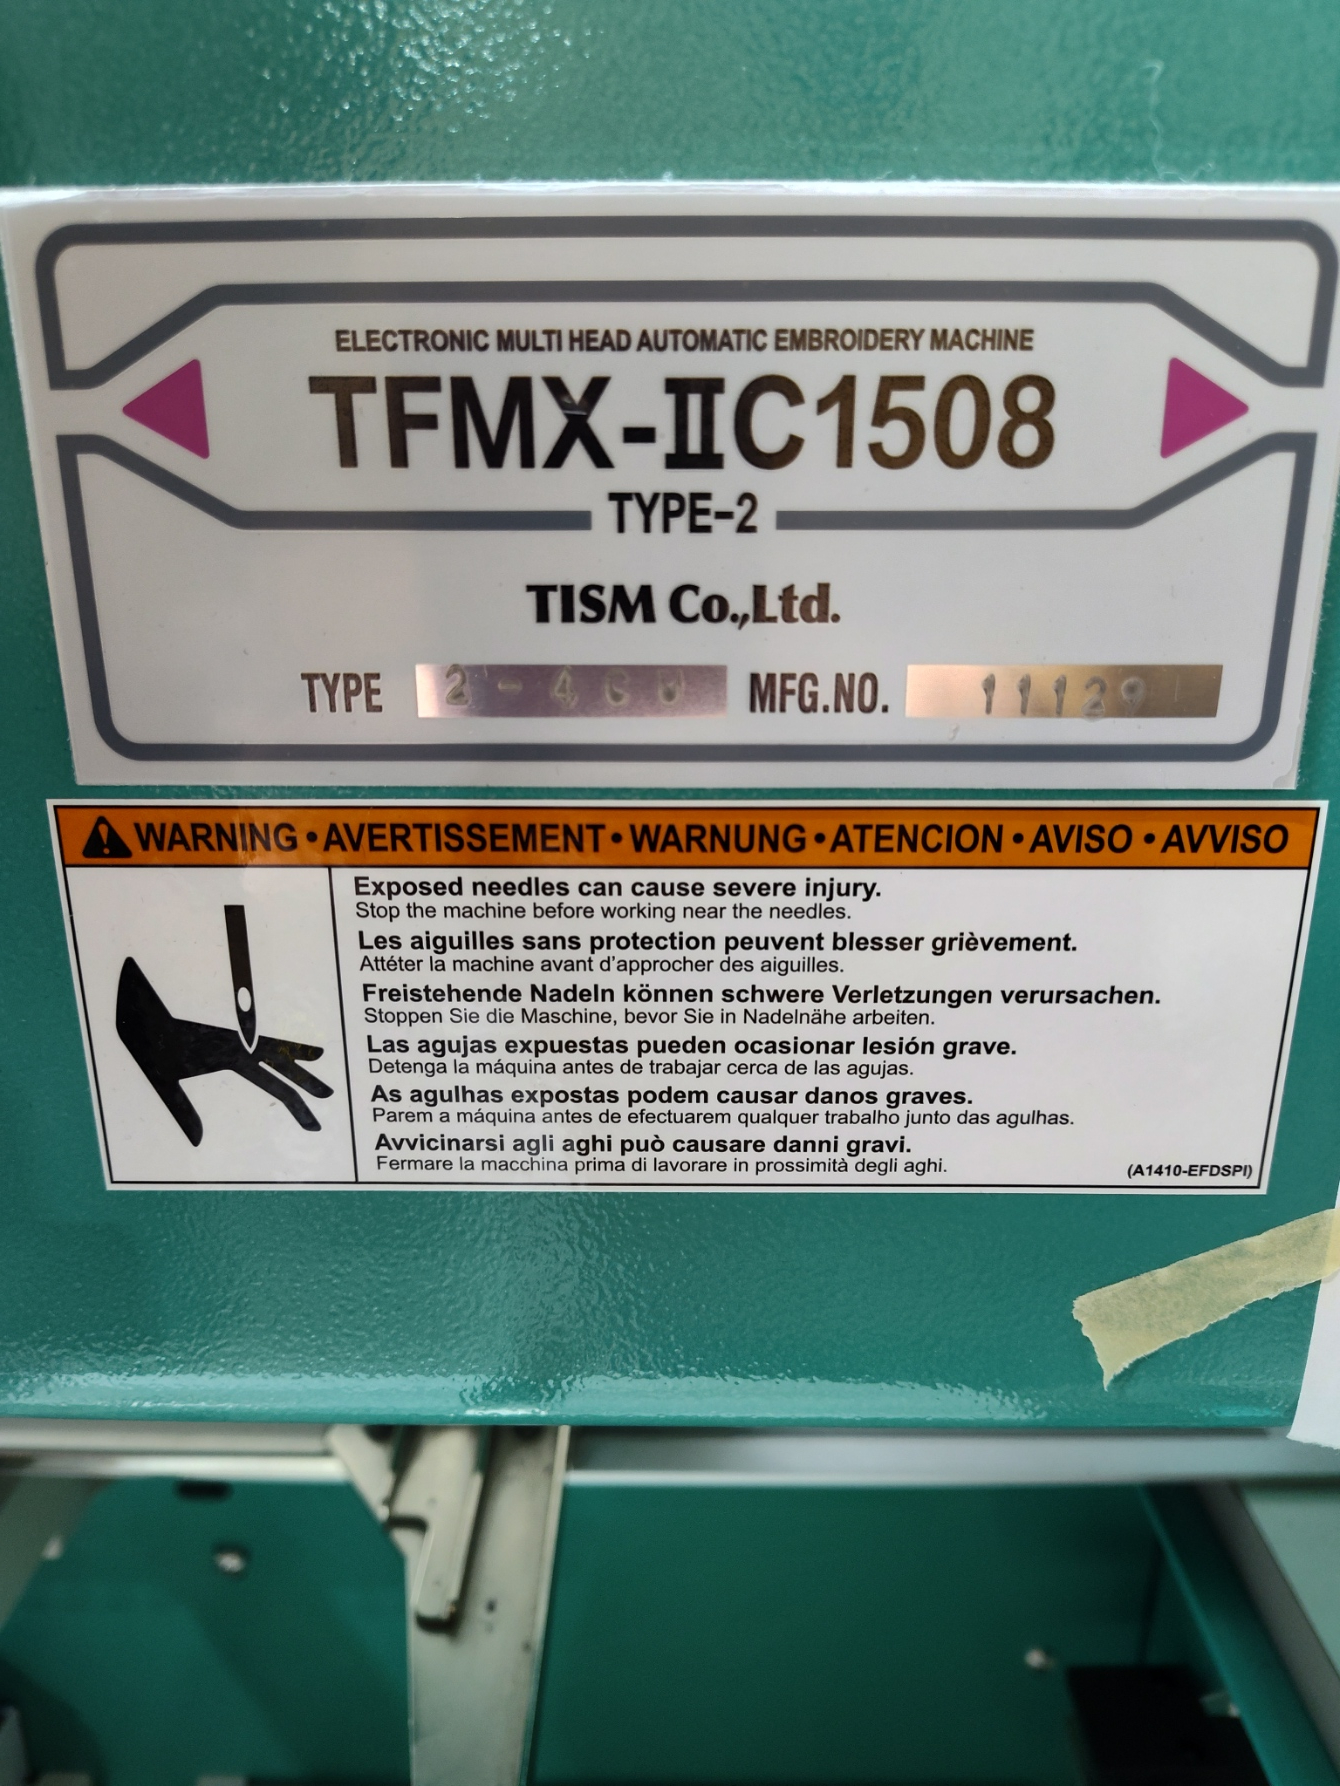 ELECTRONIC MULTI HEAD AUTOMATIC EMBROIDERY MACHINE
TFMX-ⅡC1508
TYPE-2
TISM Co.,Ltd.
TYPE MFG.NO. 11129
WARNING • AVERTISSEMENT • WARNUNG • ATENCION • AVISO • AVVISO
Exposed needles can cause severe injury.
Stop the machine before working near the needles.
Les aiguilles sans protection peuvent blesser grièvement.
Attéter la machine avant d'approcher des aiguilles.
Freistehende Nadeln können schwere Verletzungen verursachen.
Stoppen Sie die Maschine, bevor Sie in Nadelnähe arbeiten.
Las agujas expuestas pueden ocasionar lesión grave.
Detenga la máquina antes de trabajar cerca de las agujas.
As agulhas expostas podem causar danos graves.
Parem a máquina antes de efectuarem qualquer trabalho junto das agulhas.
Avvicinarsi agli aghi può causare danni gravi.
Fermare la macchina prima di lavorare in prossimità degli aghi.
(A1410-EFDSPI)